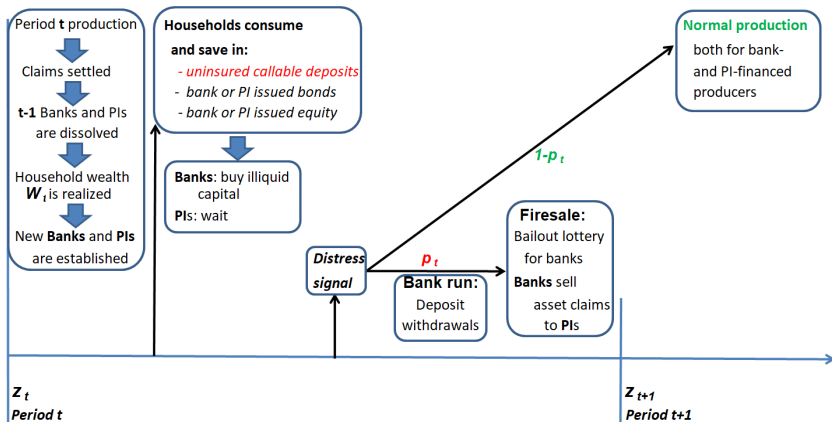 Period t production
Claims settled
t-1 Banks and PIs
are dissolved
Household wealth
W t is realized
New Banks and PIs
are established
Households consume
and save in:
- uninsured callable deposits
- bank or PI issued bonds
- bank or PI issued equity
Banks: buy illiquid
capital
PIs: wait
Distress
signal
p t
Bank run:
Deposit
withdrawals
1-p t
Firesale:
Bailout lottery
for banks
Banks sell
asset claims
to PIs
Normal production
both for bank-
and PI-financed
producers
z t
Period t
z t+1
Period t+1